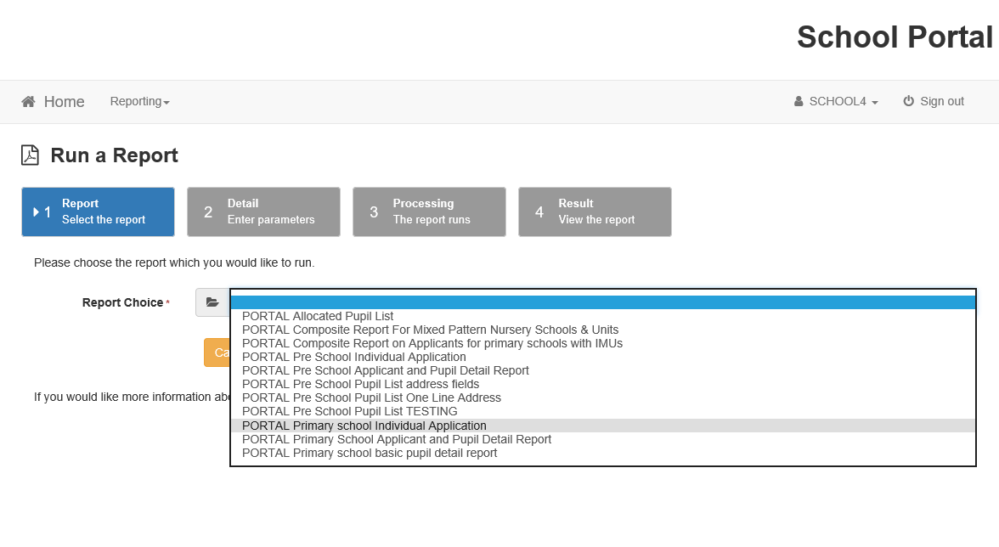 School Portal
Home Reporting SCHOOL4 Sign out
Run a Report
1 Report
Select the report
2 Detail
Enter parameters
3 Processing
The report runs
4 Result
View the report
Please choose the report which you would like to run.
Report Choice *
PORTAL Allocated Pupil List
PORTAL Composite Report For Mixed Pattern Nursery Schools & Units
PORTAL Composite Report on Applicants for primary schools with IMUs
PORTAL Pre School Individual Application
PORTAL Pre School Applicant and Pupil Detail Report
PORTAL Pre School Pupil List address fields
PORTAL Pre School Pupil List One Line Address
PORTAL Pre School Pupil List TESTING
PORTAL Primary school Individual Application
PORTAL Primary School Applicant and Pupil Detail Report
PORTAL Primary school basic pupil detail report
Ca
If you would like more information abo